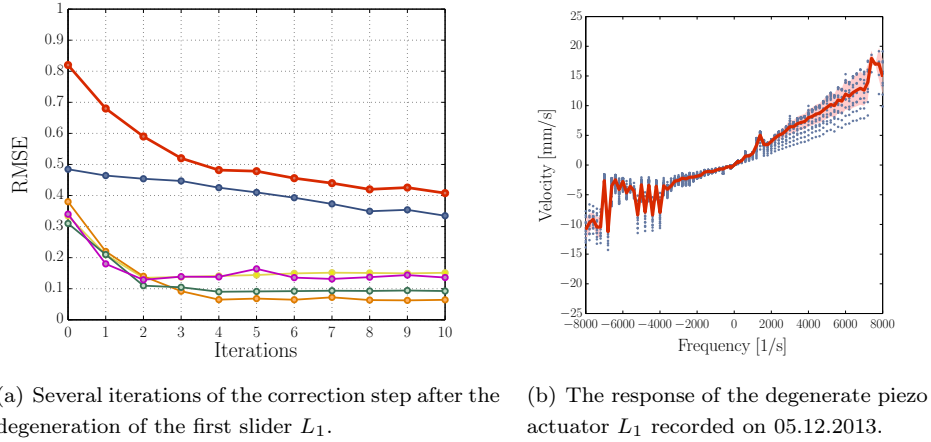 1
0.9
0.8
0.7
0.6
0.5
0.4
0.3
0.2
0.1
0
RMSE
0 1 2 3 4 5 6 7 8 9 10
Iterations
25
20
15
10
5
0
−5
−10
−15
−20
−25
Velocity [mm/s]
−8000 −6000 −4000 −2000 0 2000 4000 6000 8000
Frequency [1/s]
a) Several iterations of the correction step after the
degeneration of the first slider L₁.
(b) The response of the degenerate piezo
actuator L₁ recorded on 05.12.2013.